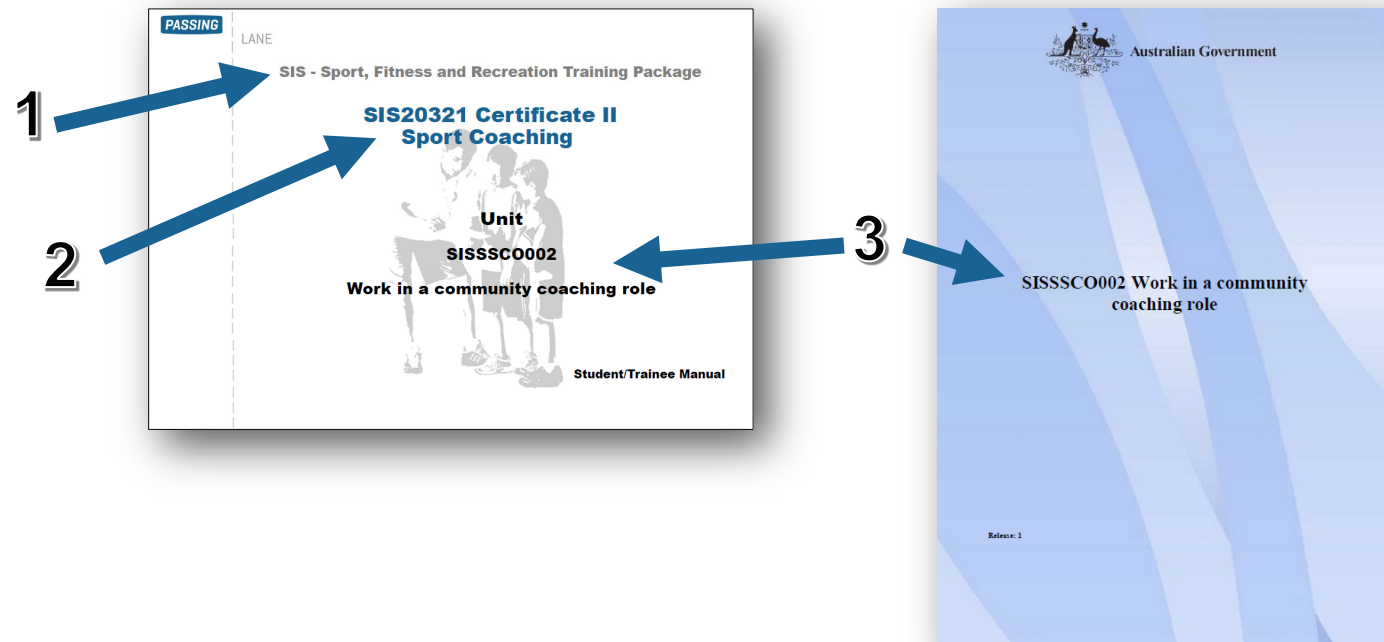 PASSING
LANE
SIS - Sport, Fitness and Recreation Training Package
SIS20321 Certificate II
Sport Coaching
Unit
SISSSCO002
Work in a community coaching role
Student/Trainee Manual
1
2
3
Australian Government
SISSSCO002 Work in a community
coaching role
Release: 1